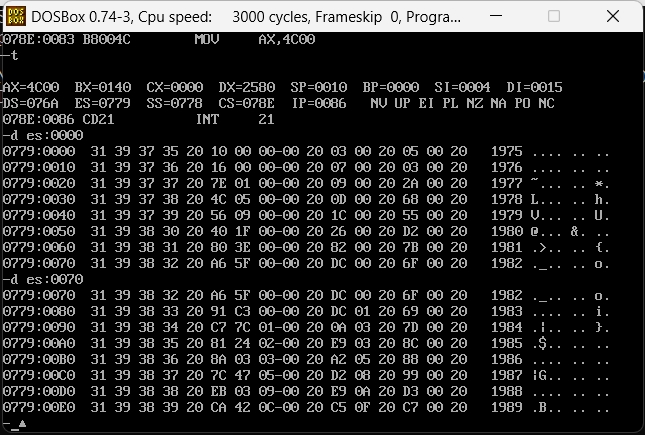 DOSBox 0.74-3, Cpu speed:    3000 cycles, Frameskip  0, Progra...
078E:0083 B8004C        MOV     AX,4C00
-t
AX=4C00  BX=0140  CX=0000  DX=2580  SP=0010  BP=0000  SI=0004  DI=0015
DS=076A  ES=0779  SS=0778  CS=078E  IP=0086   NV UP EI PL NZ NA PO NC
078E:0086 CD21          INT     21
-d es:0000
0779:0000  31 39 37 35 20 10 00 00-00 20 03 00 20 05 00 20   1975 .... .. ..
0779:0010  31 39 37 36 20 16 00 00-00 20 07 00 20 03 00 20   1976 .... .. ..
0779:0020  31 39 37 37 20 7E 01 00-00 20 09 00 20 2A 00 20   1977 ~... .. *.
0779:0030  31 39 37 38 20 4C 05 00-00 20 0D 00 20 68 00 20   1978 L... .. h.
0779:0040  31 39 37 39 20 56 09 00-00 20 1C 00 20 55 00 20   1979 V... .. U.
0779:0050  31 39 38 30 20 40 1F 00-00 20 26 00 20 D2 00 20   1980 @... &. ..
0779:0060  31 39 38 31 20 80 3E 00-00 20 82 00 20 7B 00 20   1981 .>.. .. {.
0779:0070  31 39 38 32 20 A6 5F 00-00 20 DC 00 20 6F 00 20   1982 ._.. .. o.
-d es:0070
0779:0070  31 39 38 32 20 A6 5F 00-00 20 DC 00 20 6F 00 20   1982 ._.. .. o.
0779:0080  31 39 38 33 20 91 C3 00-00 20 DC 01 20 69 00 20   1983 .... .. i.
0779:0090  31 39 38 34 20 C7 7C 01-00 20 0A 03 20 7D 00 20   1984 .|.. .. }.
0779:00A0  31 39 38 35 20 81 24 02-00 20 E9 03 20 8C 00 20   1985 .$.. .. ..
0779:00B0  31 39 38 36 20 8A 03 03-00 20 A2 05 20 88 00 20   1986 .... .. ..
0779:00C0  31 39 38 37 20 7C 47 05-00 20 D2 08 20 99 00 20   1987 |G.. .. ..
0779:00D0  31 39 38 38 20 EB 03 09-00 20 E9 0A 20 D3 00 20   1988 .... .. ..
0779:00E0  31 39 38 39 20 CA 42 0C-00 20 C5 0F 20 C7 00 20   1989 .B.. .. ..
-_